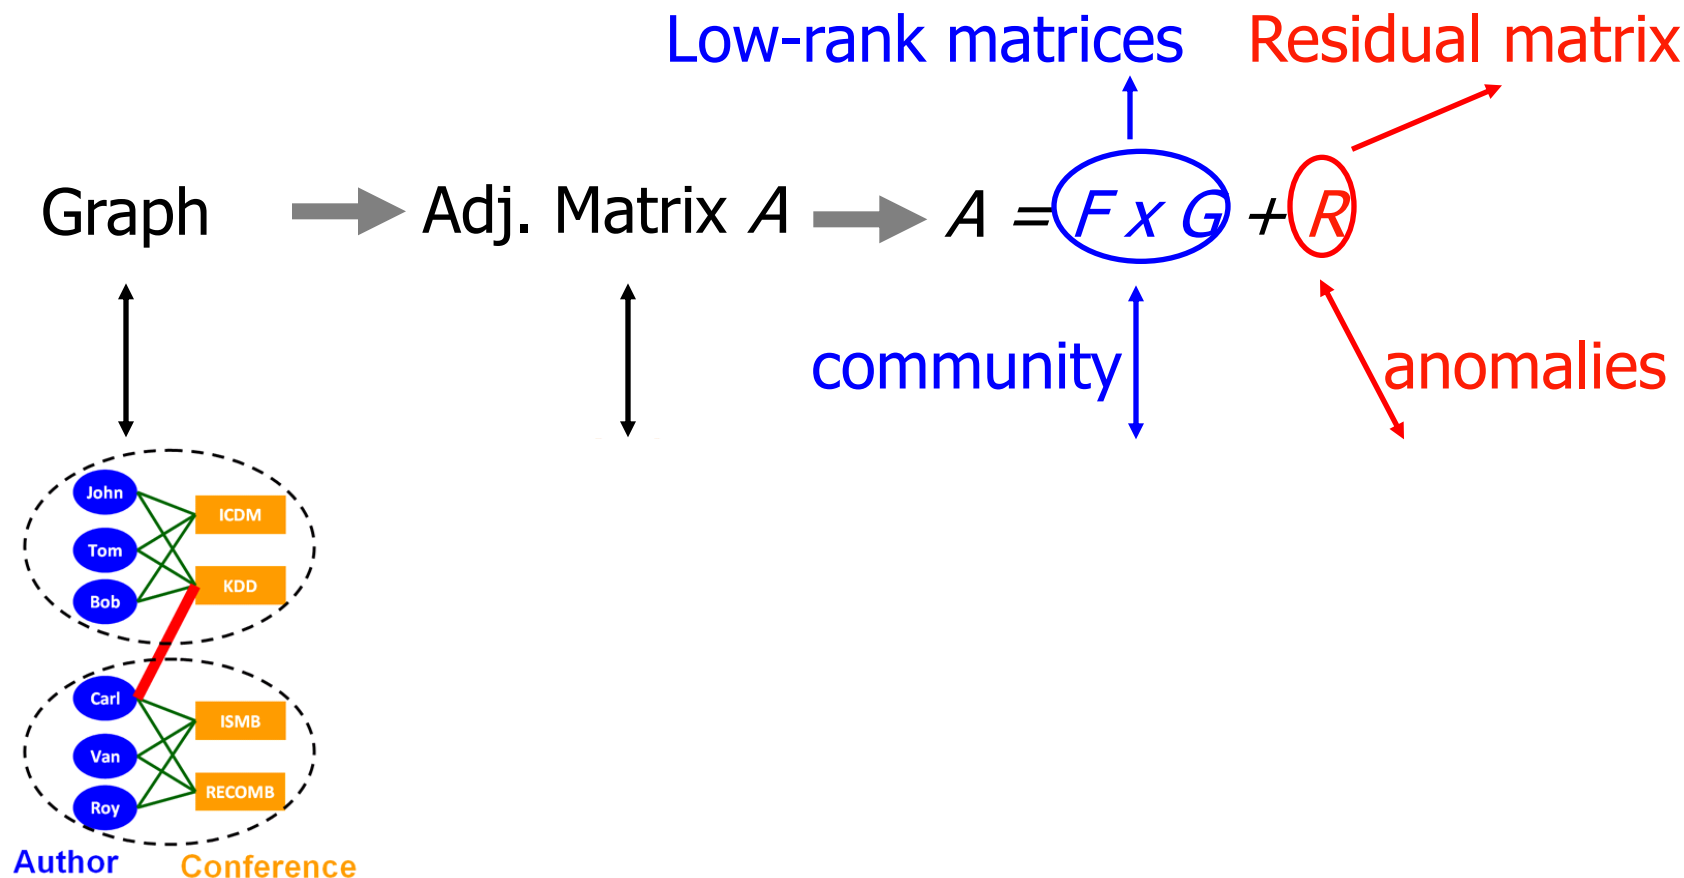 Low-rank matrices Residual matrix
Graph Adj. Matrix A A = F x G + R
community anomalies
John
ICDM
Tom
KDD
Bob
Carl
ISMB
Van
RECOMB
Roy
Author Conference